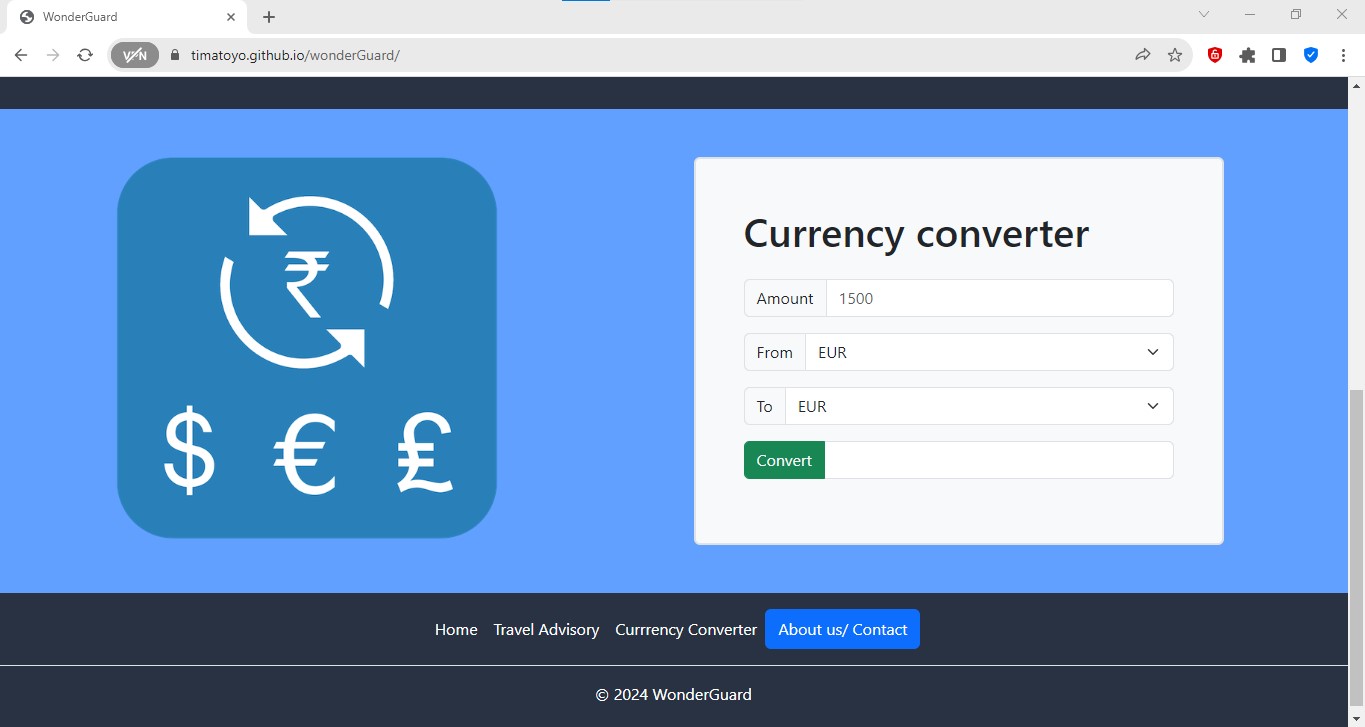 WonderGuard
VPN
timatoyo.github.io/wonderGuard/
₹
$ € £
Currency converter
Amount 1500
From EUR
To EUR
Convert
Home Travel Advisory Currrency Converter About us/ Contact
© 2024 WonderGuard